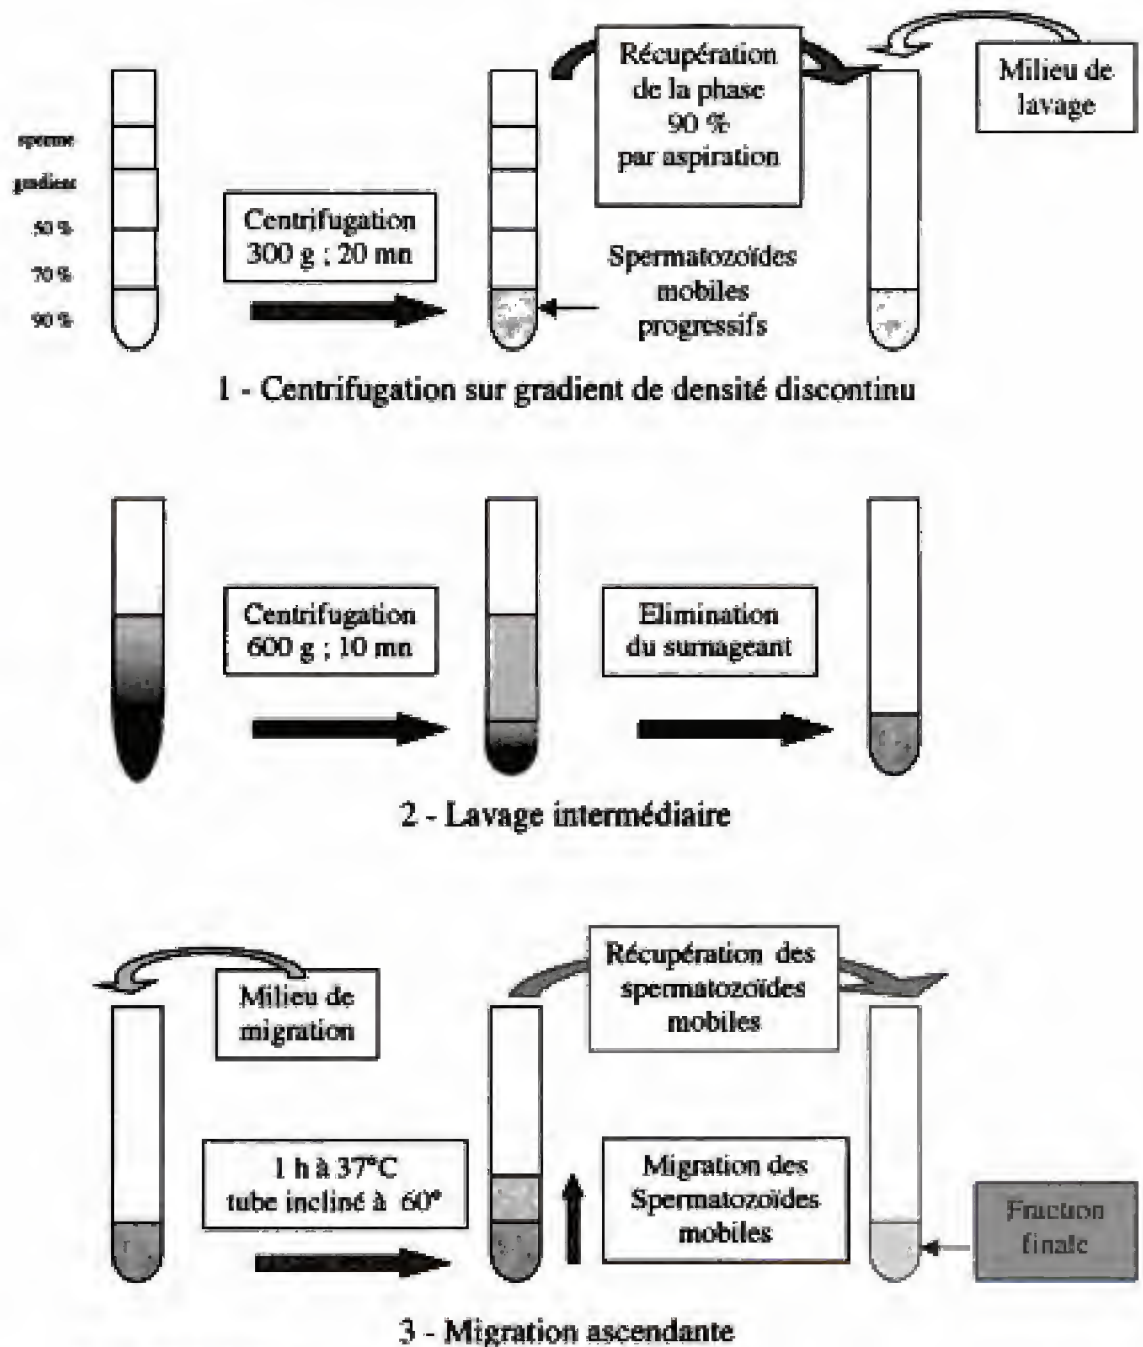 Récupération
de la phase
90 %
par aspiration
Milieu de
lavage
sperme
gradient
50 %
70 %
90 %
Centrifugation
300 g ; 20 mn
Spermatozoïdes
mobiles
progressifs
1 - Centrifugation sur gradient de densité discontinu
Centrifugation
600 g ; 10 mn
Elimination
du surnageant
2 - Lavage intermédiaire
Milieu de
migration
Récupération des
spermatozoïdes
mobiles
1 h à 37°C
tube incliné à 60°
Migration des
Spermatozoïdes
mobiles
Fraction
finale
3 - Migration ascendante